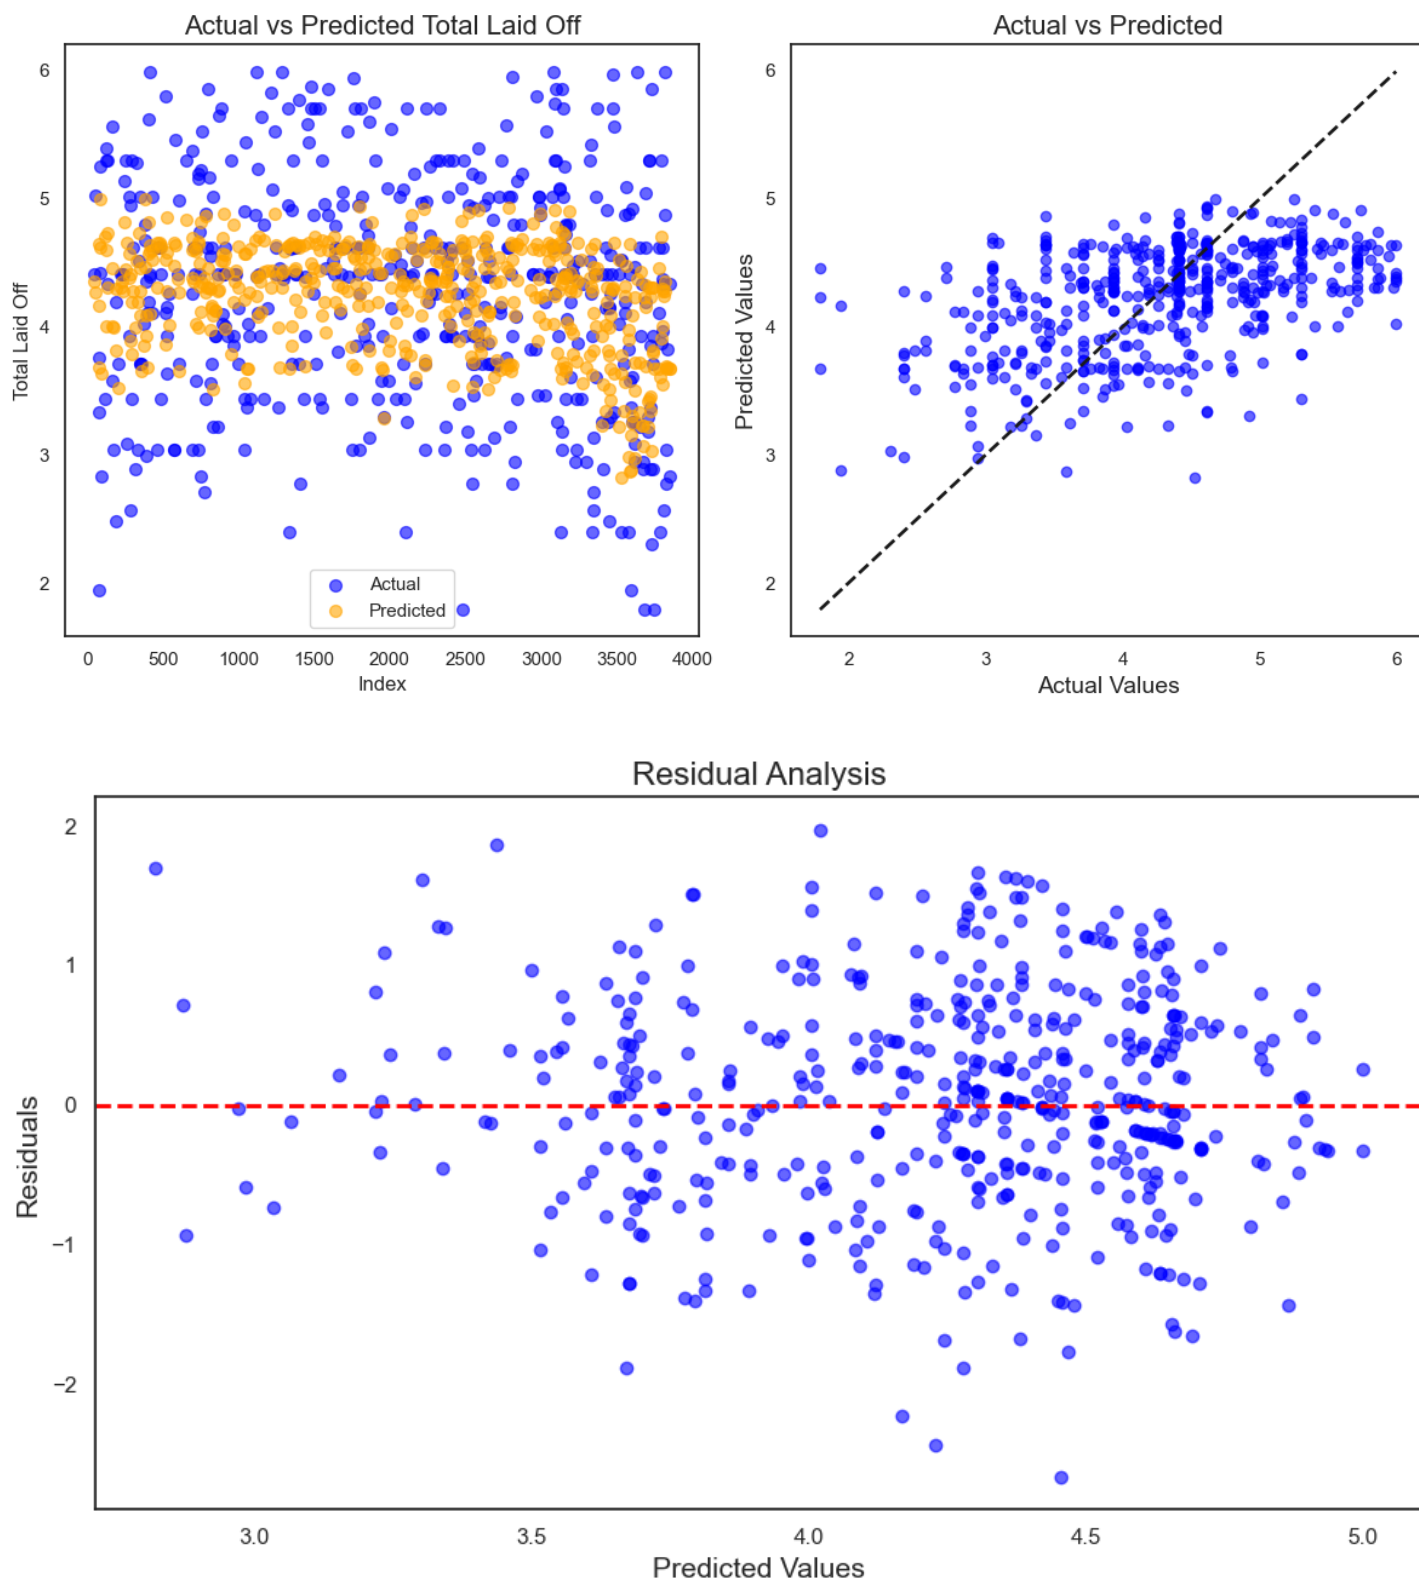 Actual vs Predicted Total Laid Off
6
5
4
3
2
Total Laid Off
Actual
Predicted
0 500 1000 1500 2000 2500 3000 3500 4000
Index
Actual vs Predicted
6
5
4
3
2
Predicted Values
2 3 4 5 6
Actual Values
Residual Analysis
2
1
0
−1
−2
Residuals
3.0 3.5 4.0 4.5 5.0
Predicted Values